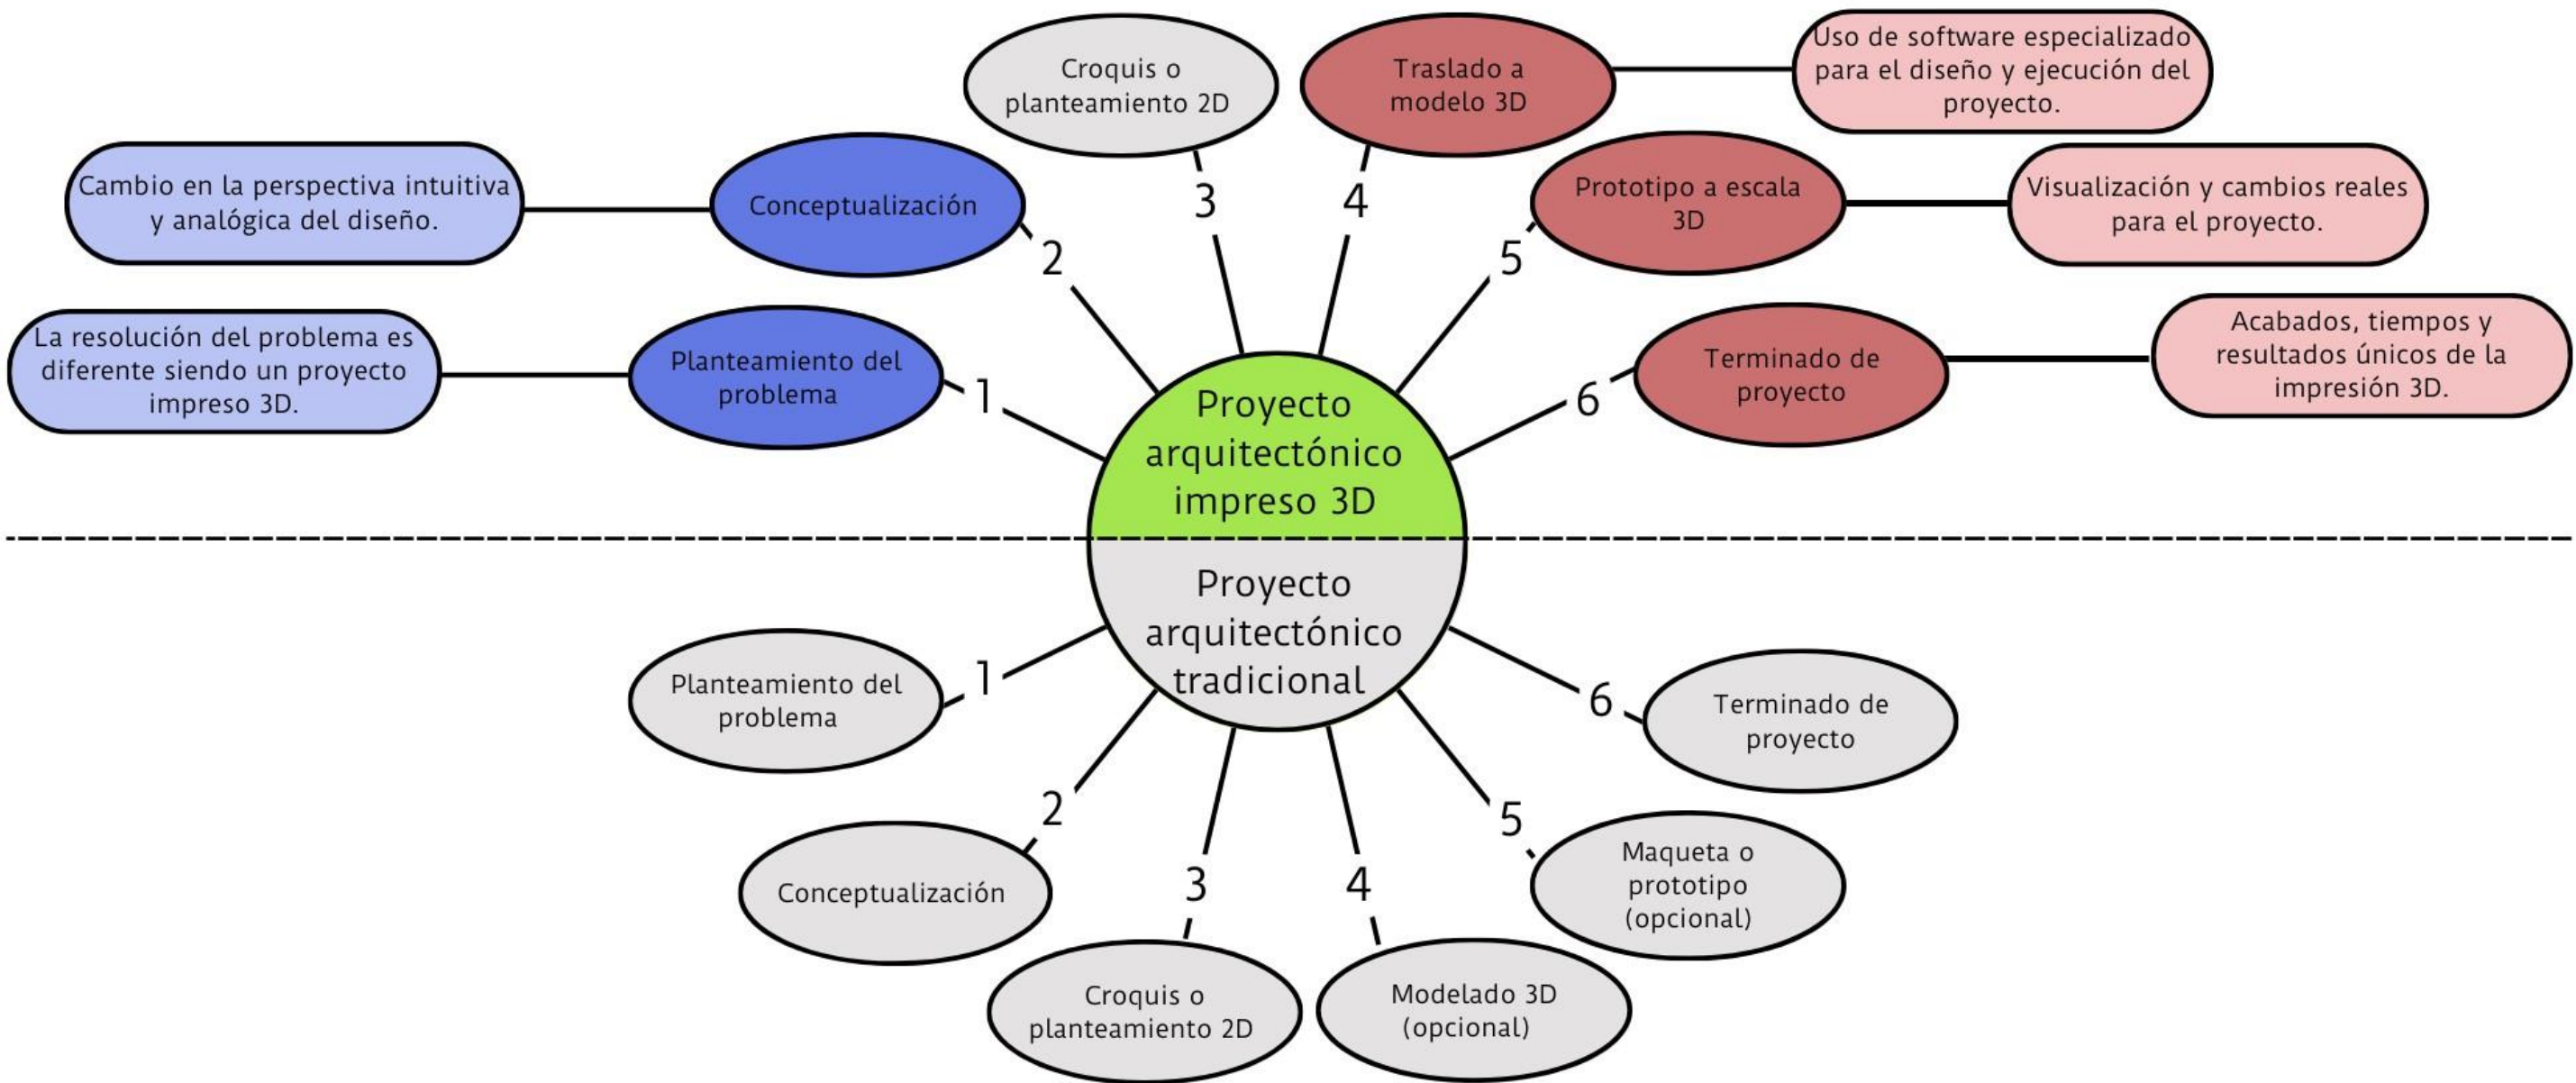 Croquis o
planteamiento 2D
Traslado a
modelo 3D
Uso de software especializado
para el diseño y ejecución del
proyecto.
Cambio en la perspectiva intuitiva
y analógica del diseño.
Conceptualización
3
4
Prototipo a escala
3D
Visualización y cambios reales
para el proyecto.
2
5
La resolución del problema es
diferente siendo un proyecto
impreso 3D.
Planteamiento del
problema
1
6
Terminado de
proyecto
Acabados, tiempos y
resultados únicos de la
impresión 3D.
Proyecto
arquitectónico
impreso 3D
Proyecto
arquitectónico
tradicional
Planteamiento del
problema
1
6
Terminado de
proyecto
2
5
Conceptualización
3
4
Maqueta o
prototipo
(opcional)
Croquis o
planteamiento 2D
Modelado 3D
(opcional)